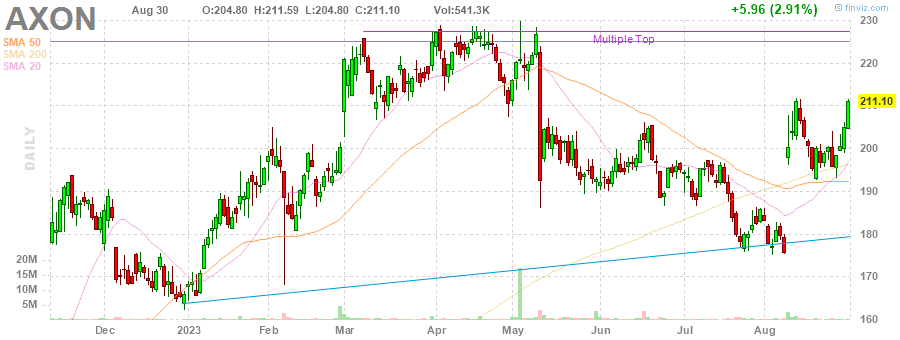 AXON Aug 30 O:204.80 H:211.59 L:204.80 C:211.10 Vol:541.3K +5.96 (2.91%) © finviz.com
SMA 50
SMA 200
SMA 20
Multiple Top
DAILY
230
220
211.10
200
190
180
170
160
20M
15M
10M
5M
Dec 2023 Feb Mar Apr May Jun Jul Aug